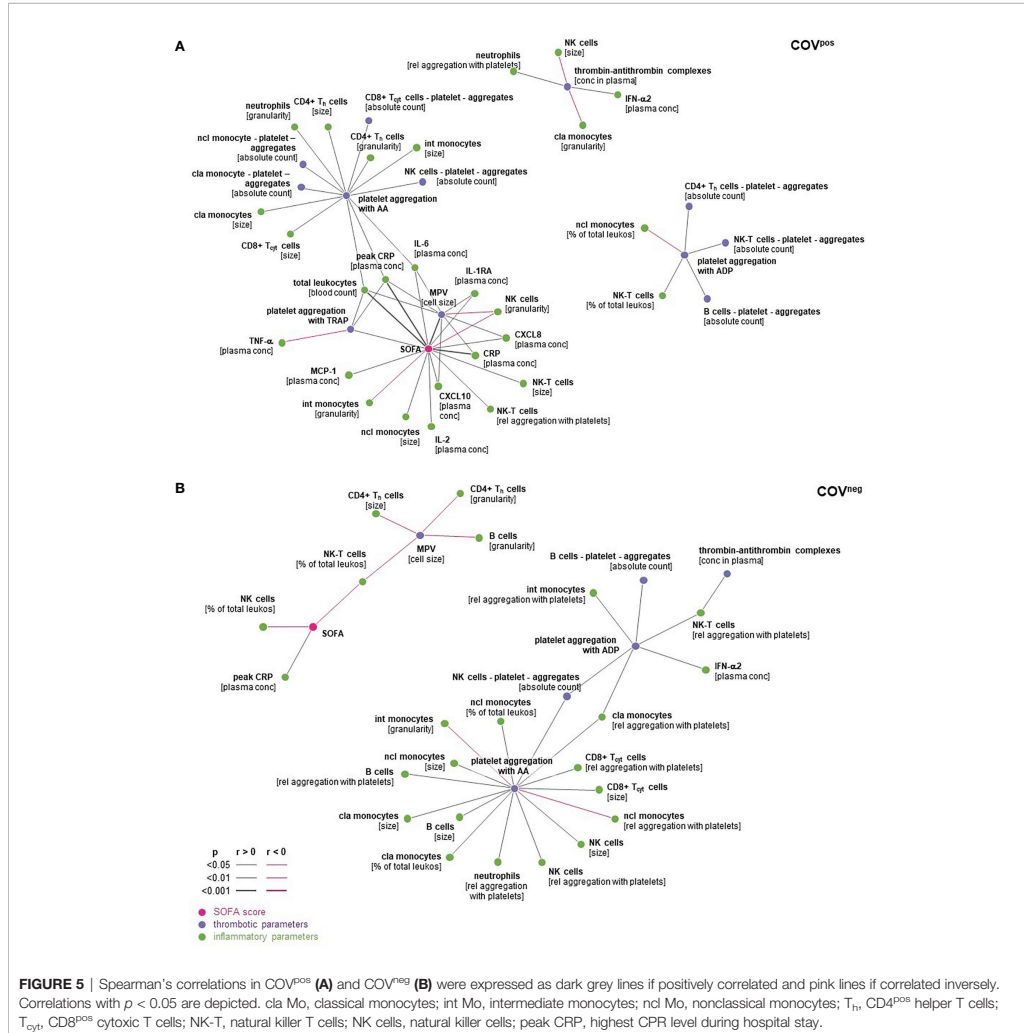 A
COVpos
NK cells
[size]
neutrophils
[rel aggregation with platelets]
thrombin-antithrombin complexes
[conc in plasma]
IFN-α2
[plasma conc]
cla monocytes
[granularity]
CD8+ Tcyt cells - platelet - aggregates
[absolute count]
CD4+ Th cells
[size]
neutrophils
[granularity]
ncl monocyte - platelet –
aggregates
[absolute count]
CD4+ Th cells
[granularity]
int monocytes
[size]
cla monocyte - platelet –
aggregates
[absolute count]
NK cells - platelet - aggregates
[absolute count]
platelet aggregation
with AA
cla monocytes
[size]
CD8+ Tcyt cells
[size]
CD4+ Th cells - platelet - aggregates
[absolute count]
ncl monocytes
[% of total leukos]
NK-T cells - platelet - aggregates
[absolute count]
platelet aggregation
with ADP
NK-T cells
[% of total leukos]
B cells - platelet - aggregates
[absolute count]
IL-6
[plasma conc]
peak CRP
[plasma conc]
IL-1RA
[plasma conc]
total leukocytes
[blood count]
MPV
[cell size]
NK cells
[granularity]
platelet aggregation
with TRAP
TNF-α
[plasma conc]
SOFA
CXCL8
[plasma conc]
CRP
[plasma conc]
MCP-1
[plasma conc]
NK-T cells
[size]
int monocytes
[granularity]
CXCL10
[plasma
conc]
NK-T cells
[rel aggregation with platelets]
ncl monocytes
[size]
IL-2
[plasma conc]
B
COVneg
CD4+ Th cells
[size]
CD4+ Th cells
[granularity]
B cells
[granularity]
MPV
[cell size]
NK-T cells
[% of total leukos]
NK cells
[% of total leukos]
SOFA
peak CRP
[plasma conc]
B cells - platelet - aggregates
[absolute count]
thrombin-antithrombin complexes
[conc in plasma]
int monocytes
[rel aggregation with platelets]
NK-T cells
[rel aggregation with platelets]
platelet aggregation
with ADP
IFN-α2
[plasma conc]
NK cells - platelet - aggregates
[absolute count]
ncl monocytes
[% of total leukos]
cla monocytes
[rel aggregation with platelets]
int monocytes
[granularity]
ncl monocytes
[size]
platelet aggregation
with AA
CD8+ Tcyt cells
[rel aggregation with platelets]
B cells
[rel aggregation with platelets]
CD8+ Tcyt cells
[size]
cla monocytes
[size]
B cells
[size]
ncl monocytes
[rel aggregation with platelets]
NK cells
[size]
cla monocytes
[% of total leukos]
neutrophils
[rel aggregation
with platelets]
NK cells
[rel aggregation with platelets]
p r > 0 r < 0
<0.05
<0.01
<0.001
SOFA score
thrombotic parameters
inflammatory parameters
FIGURE 5 | Spearman's correlations in COVpos (A) and COVneg (B) were expressed as dark grey lines if positively correlated and pink lines if correlated inversely.
Correlations with p < 0.05 are depicted. cla Mo, classical monocytes; int Mo, intermediate monocytes; ncl Mo, nonclassical monocytes; Th, CD4pos helper T cells;
Tcyt, CD8pos cytoxic T cells; NK-T, natural killer T cells; NK cells, natural killer cells; peak CRP, highest CPR level during hospital stay.